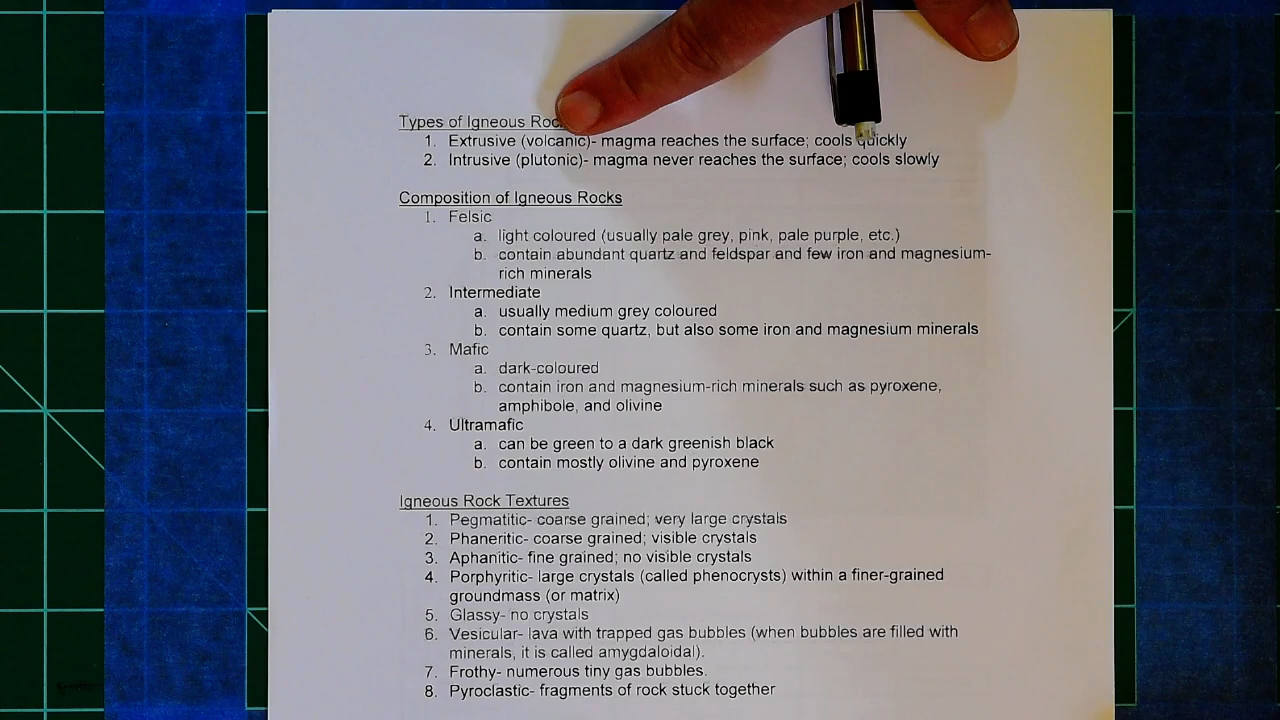 Types of Igneous
1. Extrusive (volcanic)- magma reaches the surface; cools quickly
2. Intrusive (plutonic)- magma never reaches the surface; cools slowly
Composition of Igneous Rocks
1. Felsic
a. light coloured (usually pale grey, pink, pale purple, etc.)
b. contain abundant quartz and feldspar and few iron and magnesium-
rich minerals
2. Intermediate
a. usually medium grey coloured
b. contain some quartz, but also some iron and magnesium minerals
3. Mafic
a. dark-coloured
b. contain iron and magnesium-rich minerals such as pyroxene,
amphibole, and olivine
4. Ultramafic
a. can be green to a dark greenish black
b. contain mostly olivine and pyroxene
Igneous Rock Textures
1. Pegmatitic- coarse grained; very large crystals
2. Phaneritic- coarse grained; visible crystals
3. Aphanitic- fine grained; no visible crystals
4. Porphyritic- large crystals (called phenocrysts) within a finer-grained
groundmass (or matrix)
5. Glassy- no crystals
6. Vesicular- lava with trapped gas bubbles (when bubbles are filled with
minerals, it is called amygdaloidal).
7. Frothy- numerous tiny gas bubbles.
8. Pyroclastic- fragments of rock stuck together